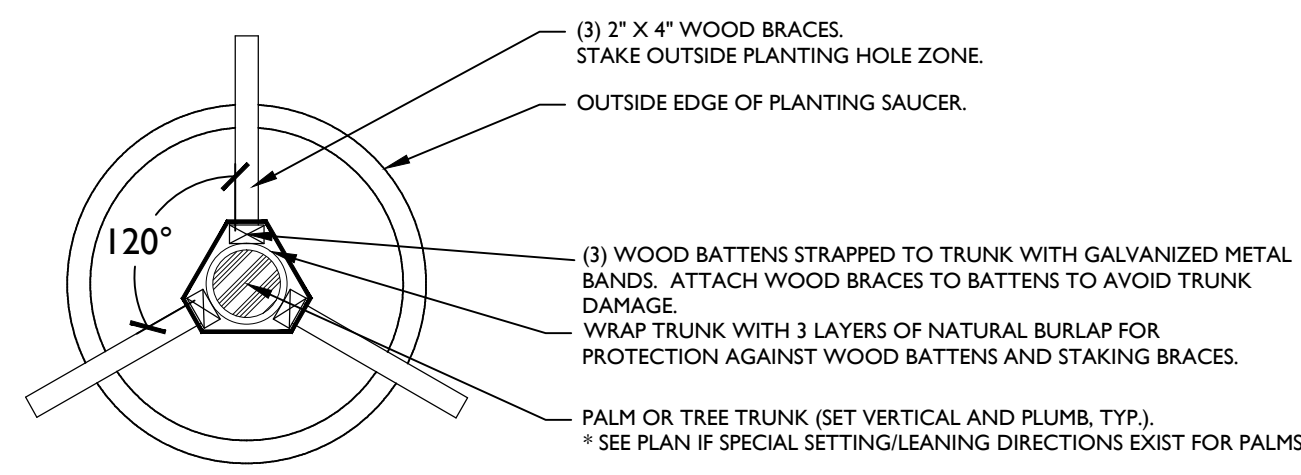 (3) 2" X 4" WOOD BRACES.
STAKE OUTSIDE PLANTING HOLE ZONE.
OUTSIDE EDGE OF PLANTING SAUCER.
120°
(3) WOOD BATTENS STRAPPED TO TRUNK WITH GALVANIZED METAL
BANDS. ATTACH WOOD BRACES TO BATTENS TO AVOID TRUNK
DAMAGE.
WRAP TRUNK WITH 3 LAYERS OF NATURAL BURLAP FOR
PROTECTION AGAINST WOOD BATTENS AND STAKING BRACES.
PALM OR TREE TRUNK (SET VERTICAL AND PLUMB, TYP.).
* SEE PLAN IF SPECIAL SETTING/LEANING DIRECTIONS EXIST FOR PALMS